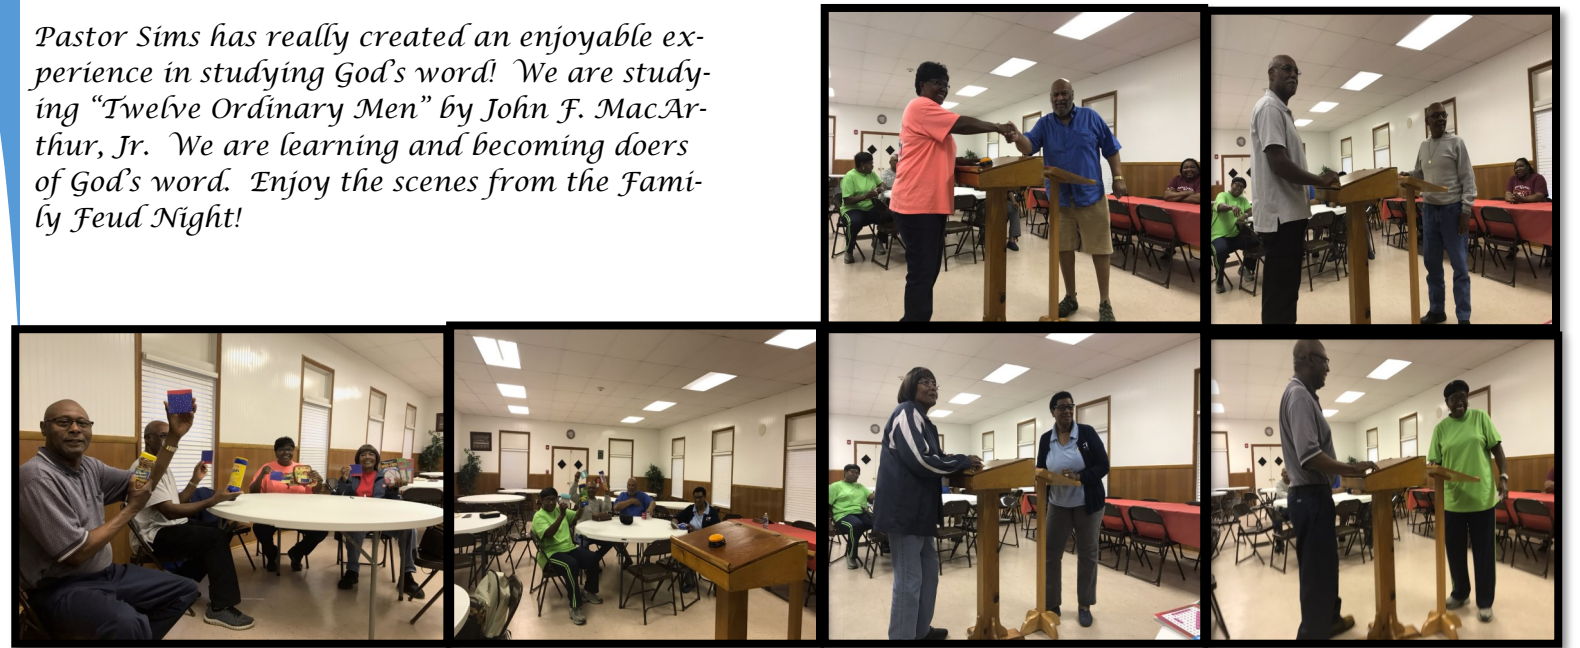 Pastor Sims has really created an enjoyable ex-
perience in studying God's word!  We are study-
ing “Twelve Ordinary Men” by John F. MacAr-
thur, Jr.  We are learning and becoming doers
of God's word.  Enjoy the scenes from the Fami-
ly Feud Night!